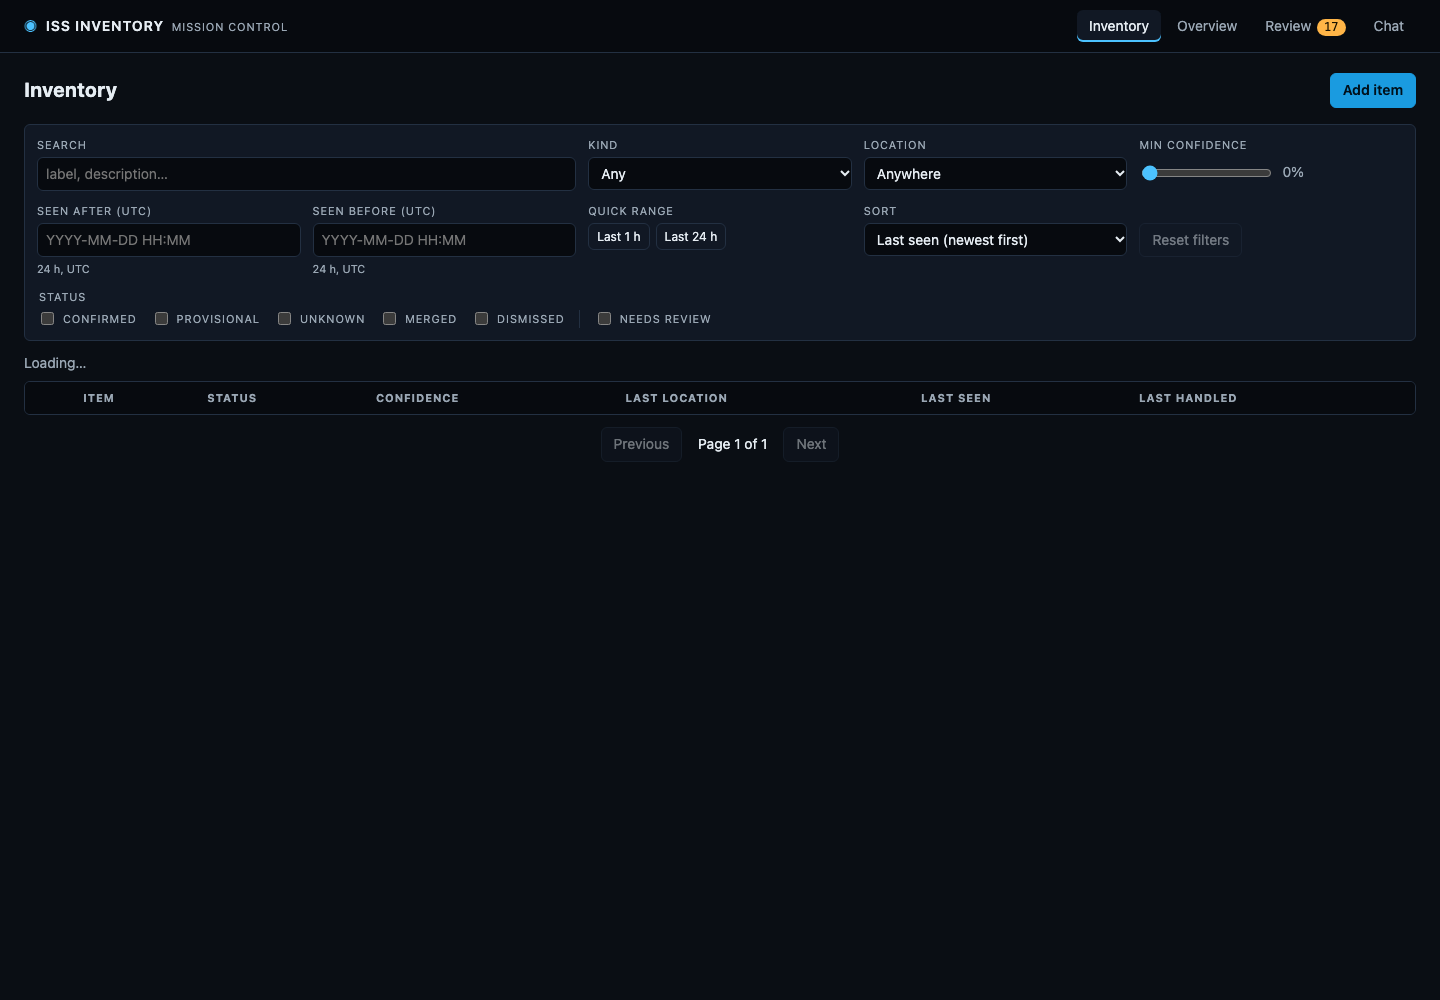 ISS INVENTORY MISSION CONTROL
Inventory Overview Review 17 Chat
Inventory
Add item
SEARCH
label, description...
KIND
Any
LOCATION
Anywhere
MIN CONFIDENCE
0%
SEEN AFTER (UTC)
YYYY-MM-DD HH:MM
24 h, UTC
SEEN BEFORE (UTC)
YYYY-MM-DD HH:MM
24 h, UTC
QUICK RANGE
Last 1 h Last 24 h
SORT
Last seen (newest first)
Reset filters
STATUS
CONFIRMED PROVISIONAL UNKNOWN MERGED DISMISSED NEEDS REVIEW
Loading...
ITEM STATUS CONFIDENCE LAST LOCATION LAST SEEN LAST HANDLED
Previous Page 1 of 1 Next